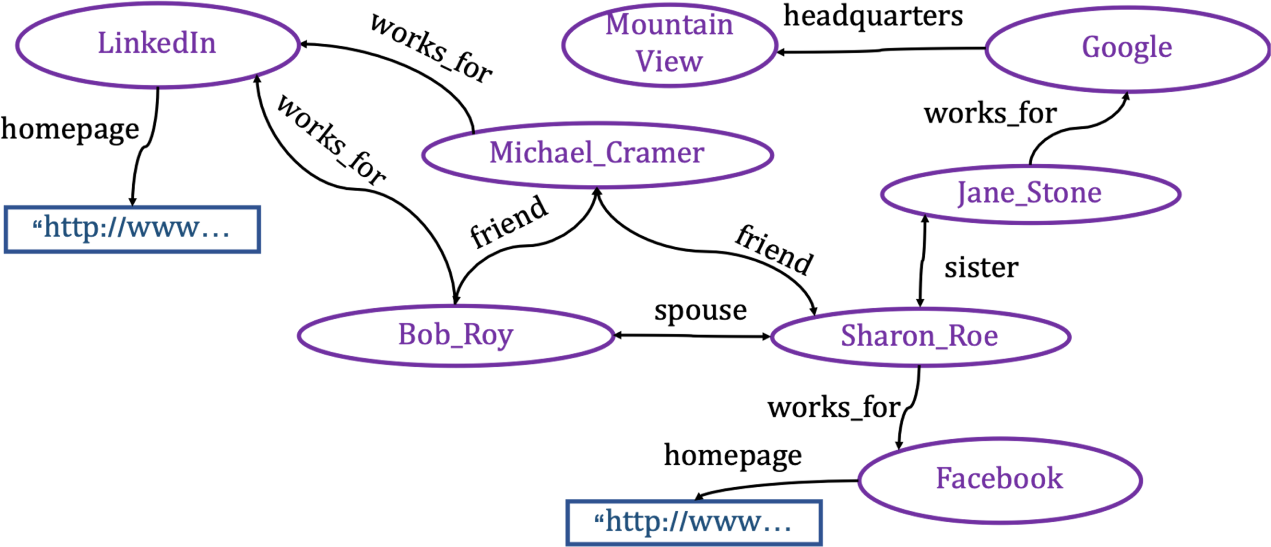 LinkedIn
works_for
Mountain
View
headquarters
Google
homepage
works_for
Michael_Cramer
works_for
Jane_Stone
“http://www…
friend
friend
sister
Bob_Roy
spouse
Sharon_Roe
works_for
homepage
Facebook
“http://www…